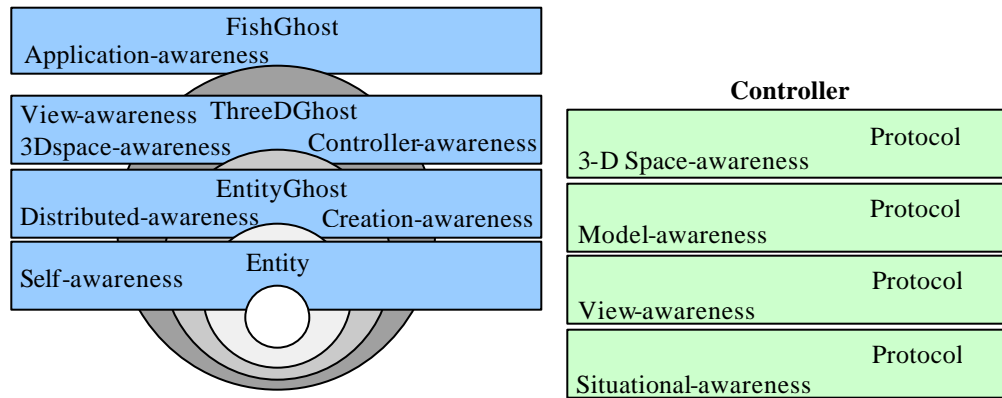 FishGhost
Application-awareness
View-awareness ThreeDGhost
3Dspace-awareness Controller-awareness
EntityGhost
Distributed-awareness Creation-awareness
Entity
Self-awareness
Controller
Protocol
3-D Space-awareness
Protocol
Model-awareness
Protocol
View-awareness
Protocol
Situational-awareness